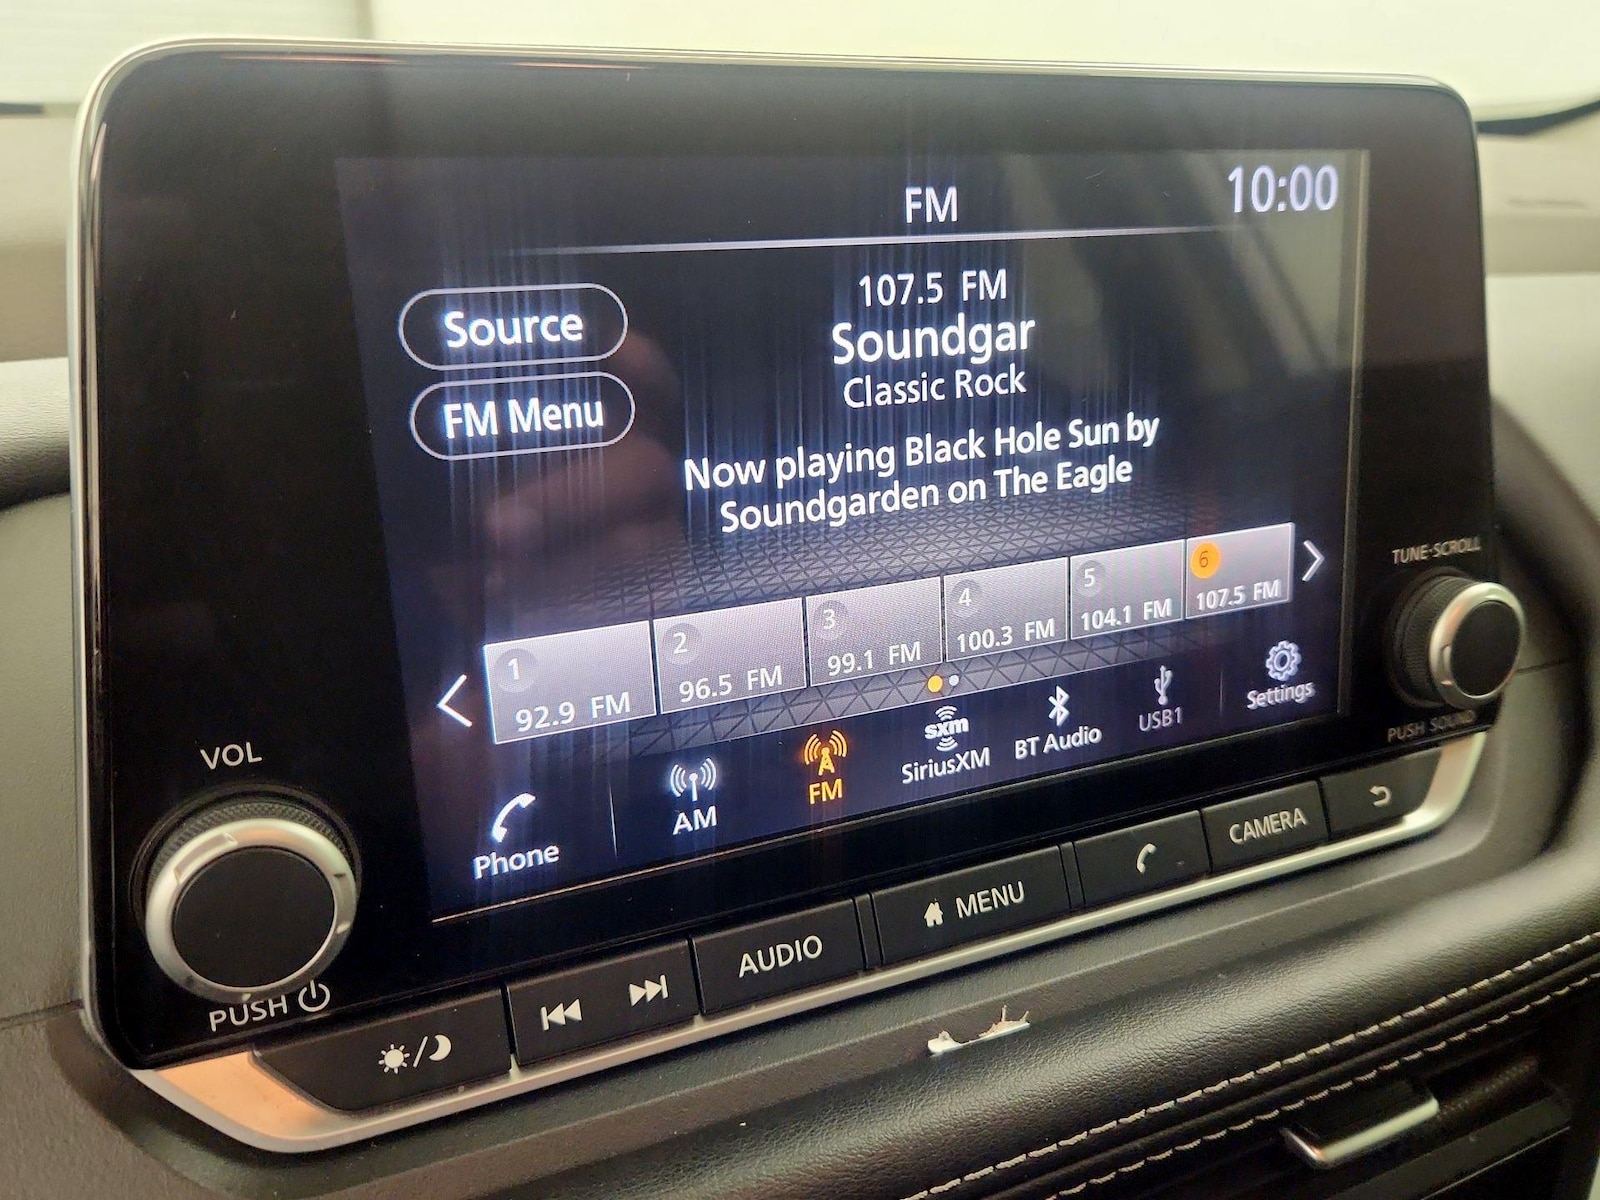 FM
10:00
107.5 FM
Source
Soundgar
Classic Rock
FM Menu
Now playing Black Hole Sun by
Soundgarden on The Eagle
1
92.9 FM
2
96.5 FM
3
99.1 FM
4
100.3 FM
5
104.1 FM
6
107.5 FM
TUNE·SCROLL
PUSH SOUND
VOL
PUSH
Phone
AM
FM
sxm
SiriusXM
BT Audio
USB1
Settings
AUDIO
MENU
CAMERA